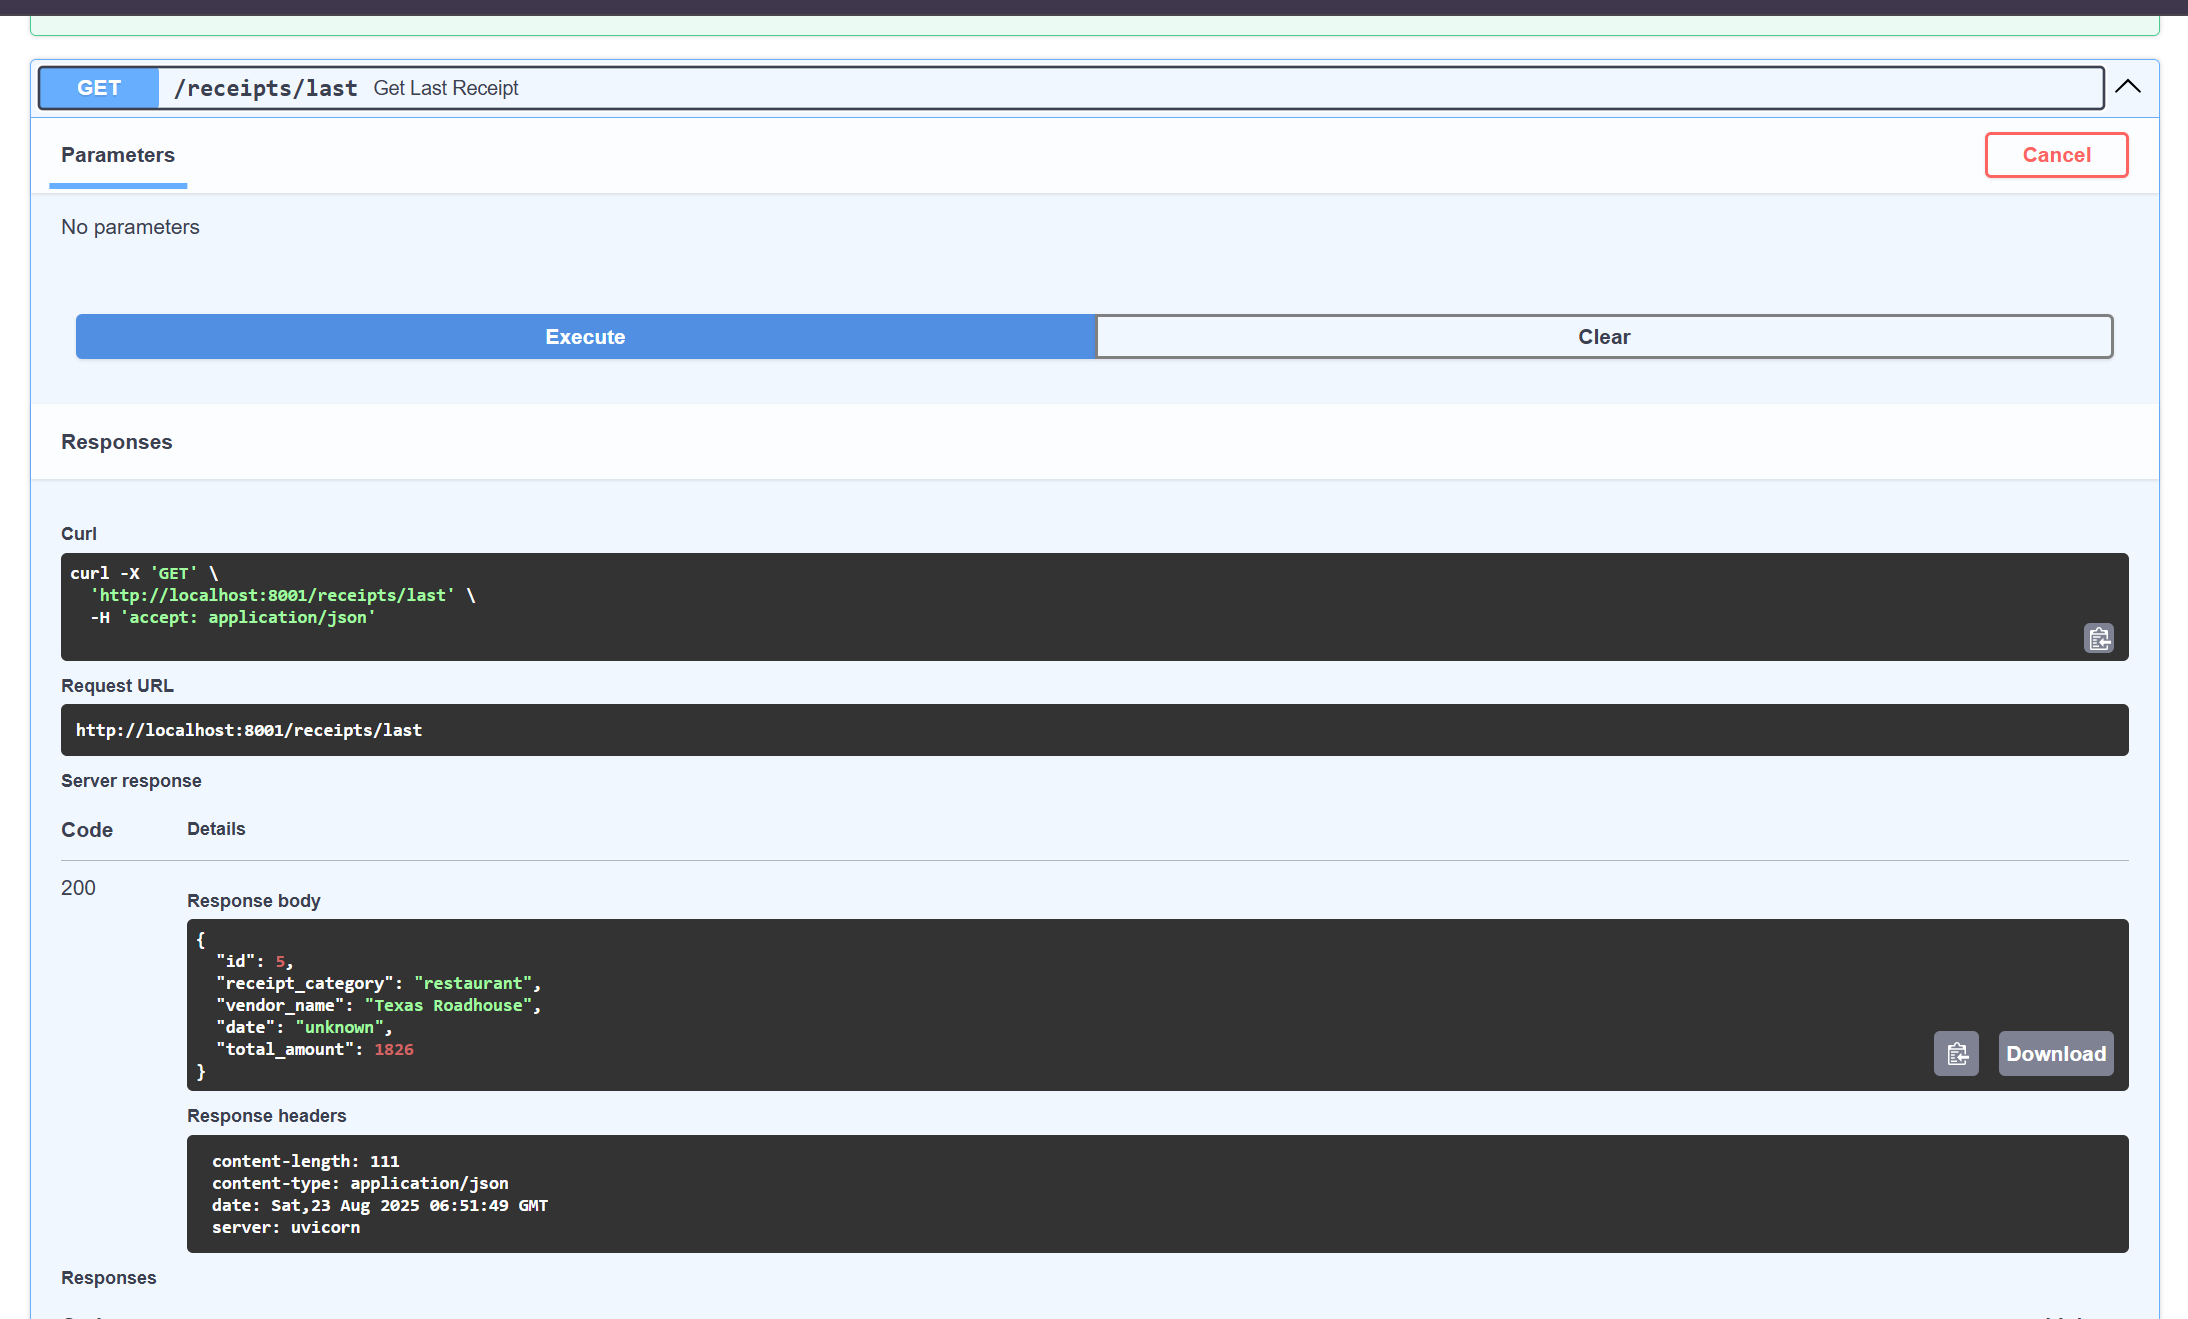 GET /receipts/last Get Last Receipt
Parameters
Cancel
No parameters
Execute
Clear
Responses
Curl
curl -X 'GET' \
  'http://localhost:8001/receipts/last' \
  -H 'accept: application/json'
Request URL
http://localhost:8001/receipts/last
Server response
Code Details
200
Response body
{
  "id": 5,
  "receipt_category": "restaurant",
  "vendor_name": "Texas Roadhouse",
  "date": "unknown",
  "total_amount": 1826
}
Download
Response headers
content-length: 111
content-type: application/json
date: Sat,23 Aug 2025 06:51:49 GMT
server: uvicorn
Responses